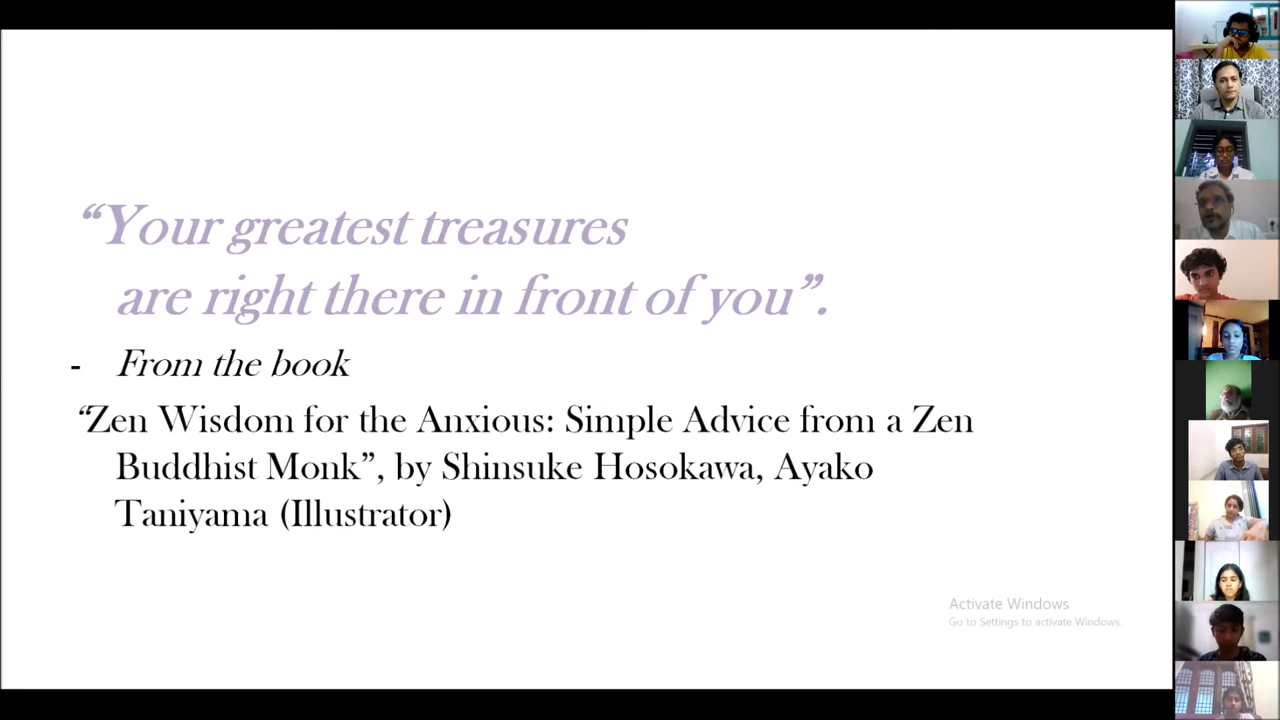 “Your greatest treasures
are right there in front of you”.
- From the book
“Zen Wisdom for the Anxious: Simple Advice from a Zen
Buddhist Monk”, by Shinsuke Hosokawa, Ayako
Taniyama (Illustrator)
Activate Windows
Go to Settings to activate Windows.